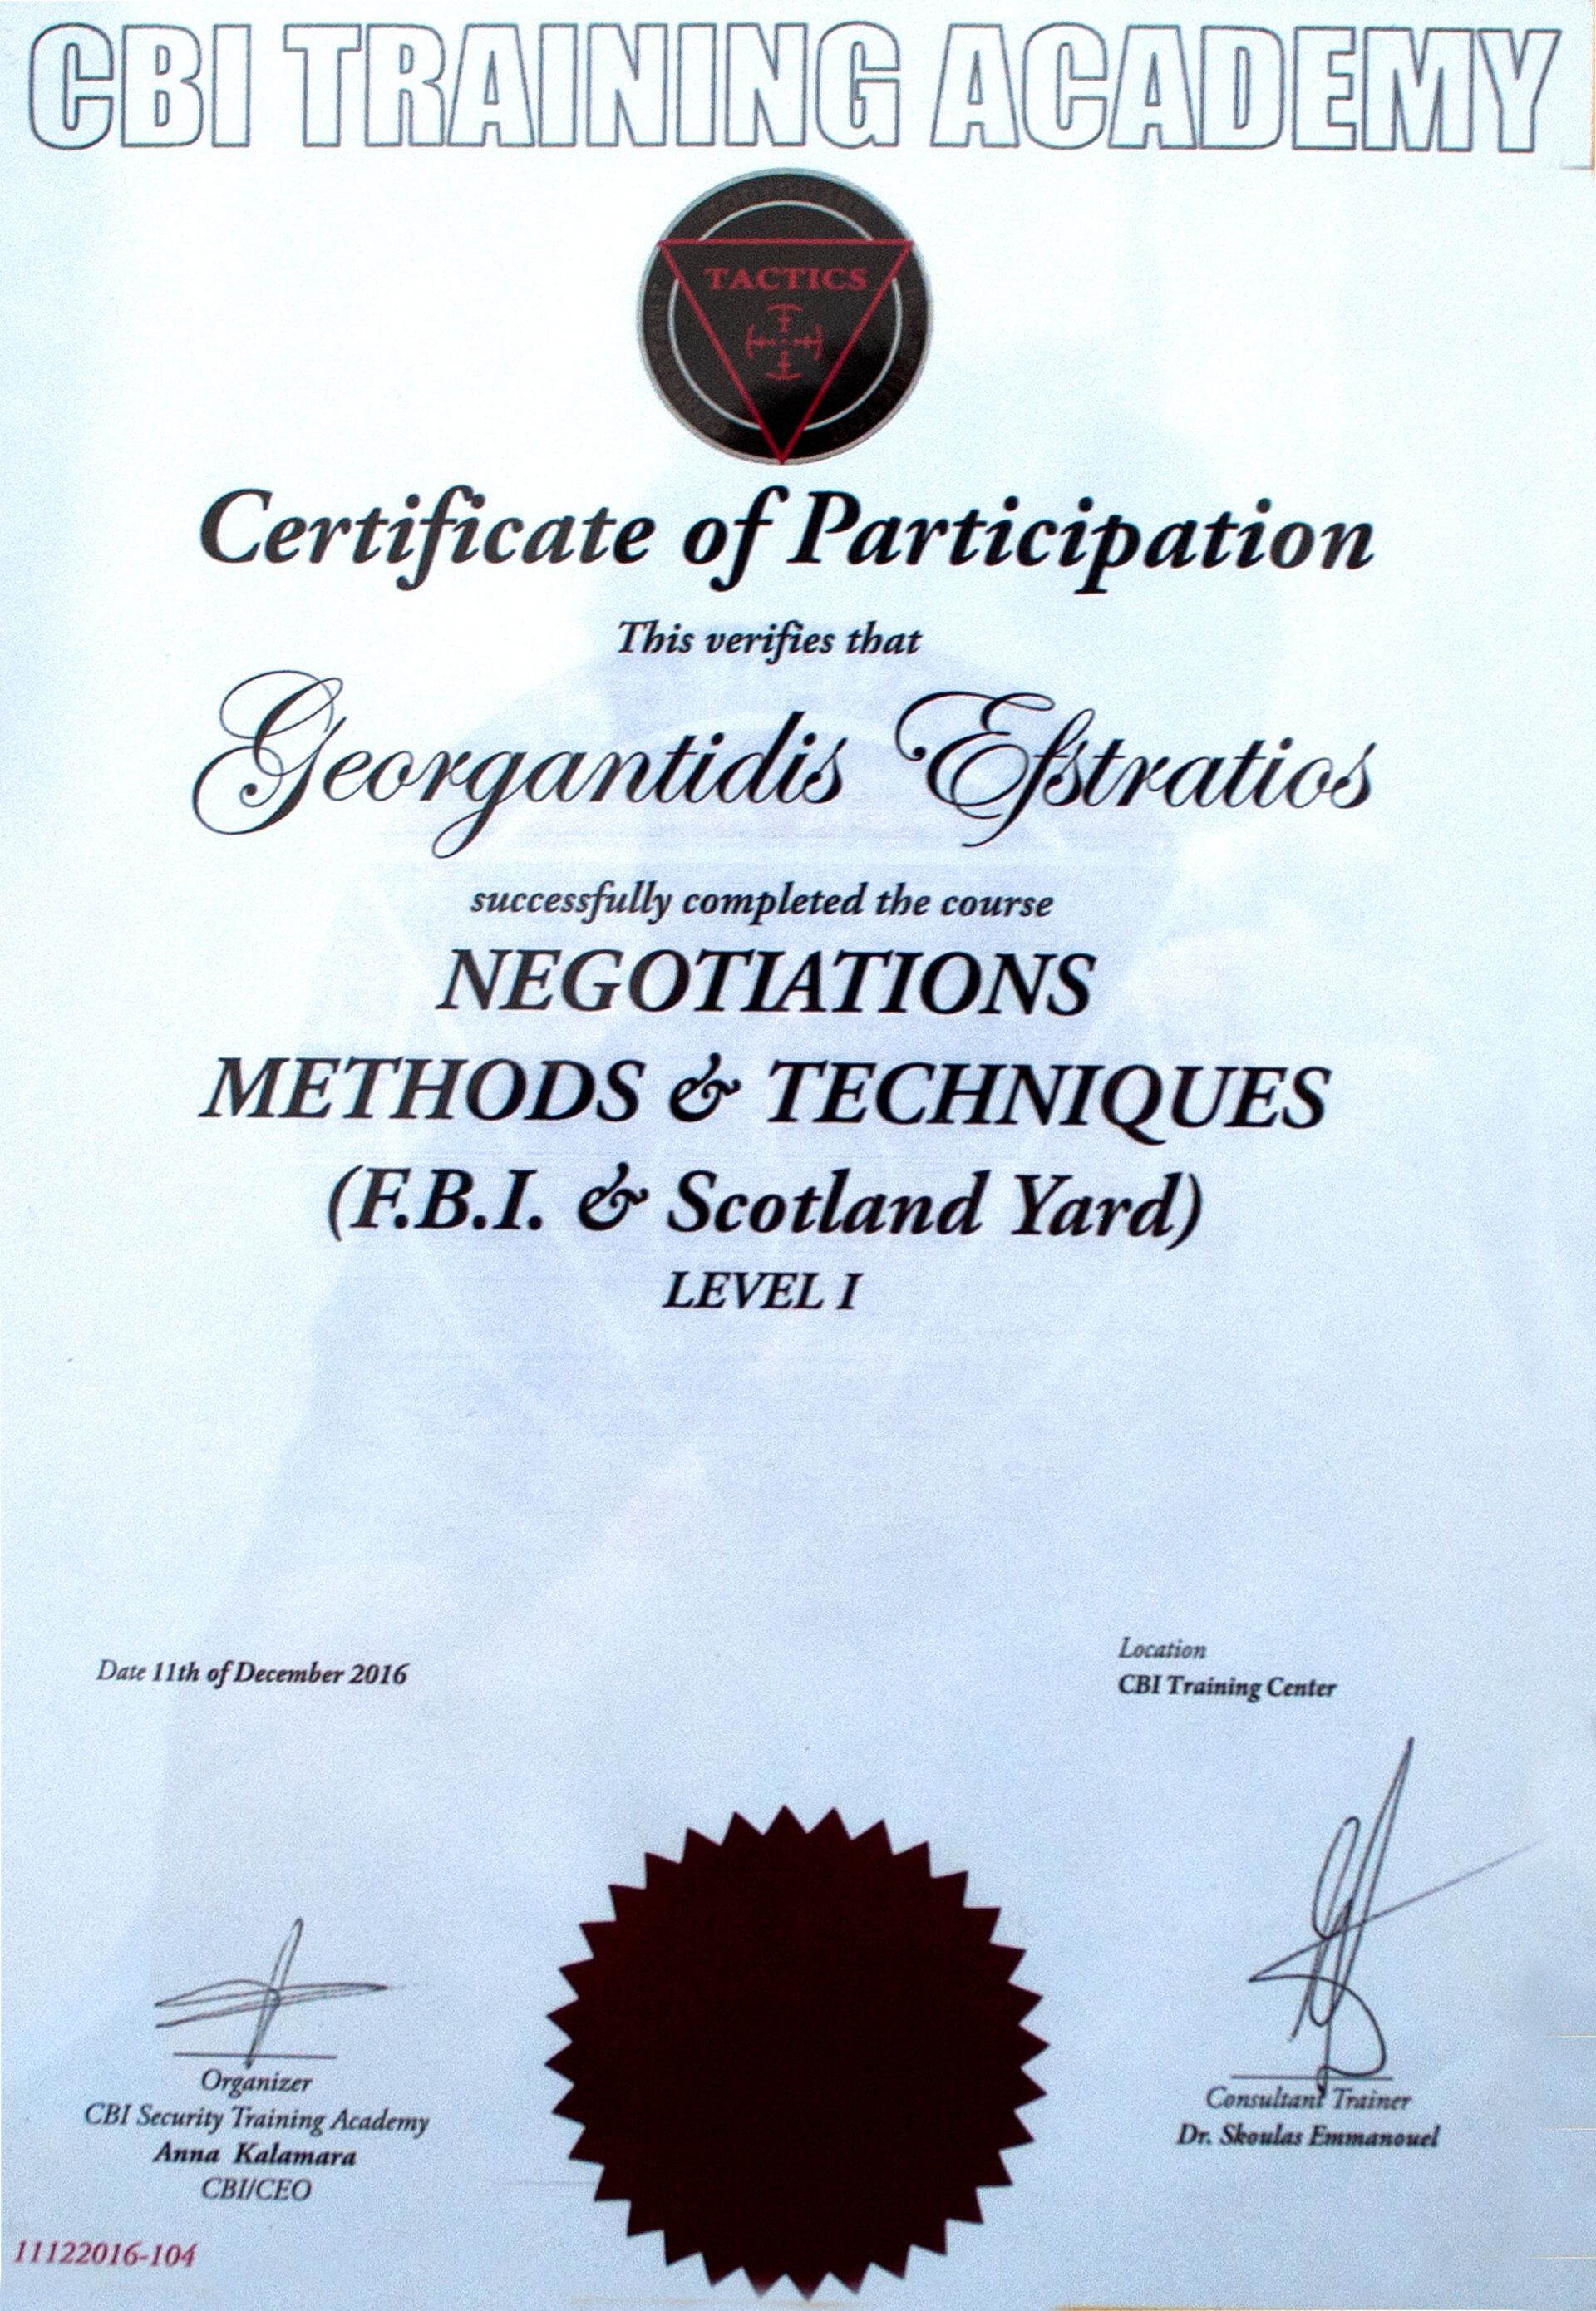 CBI TRAINING ACADEMY
TACTICS
Certificate of Participation
This verifies that
Georgantidis Efstratios
successfully completed the course
NEGOTIATIONS
METHODS & TECHNIQUES
(F.B.I. & Scotland Yard)
LEVEL I
Date 11th of December 2016
Location
CBI Training Center
Organizer
CBI Security Training Academy
Anna Kalamara
CBI/CEO
Consultant Trainer
Dr. Skoulas Emmanouel
11122016-104